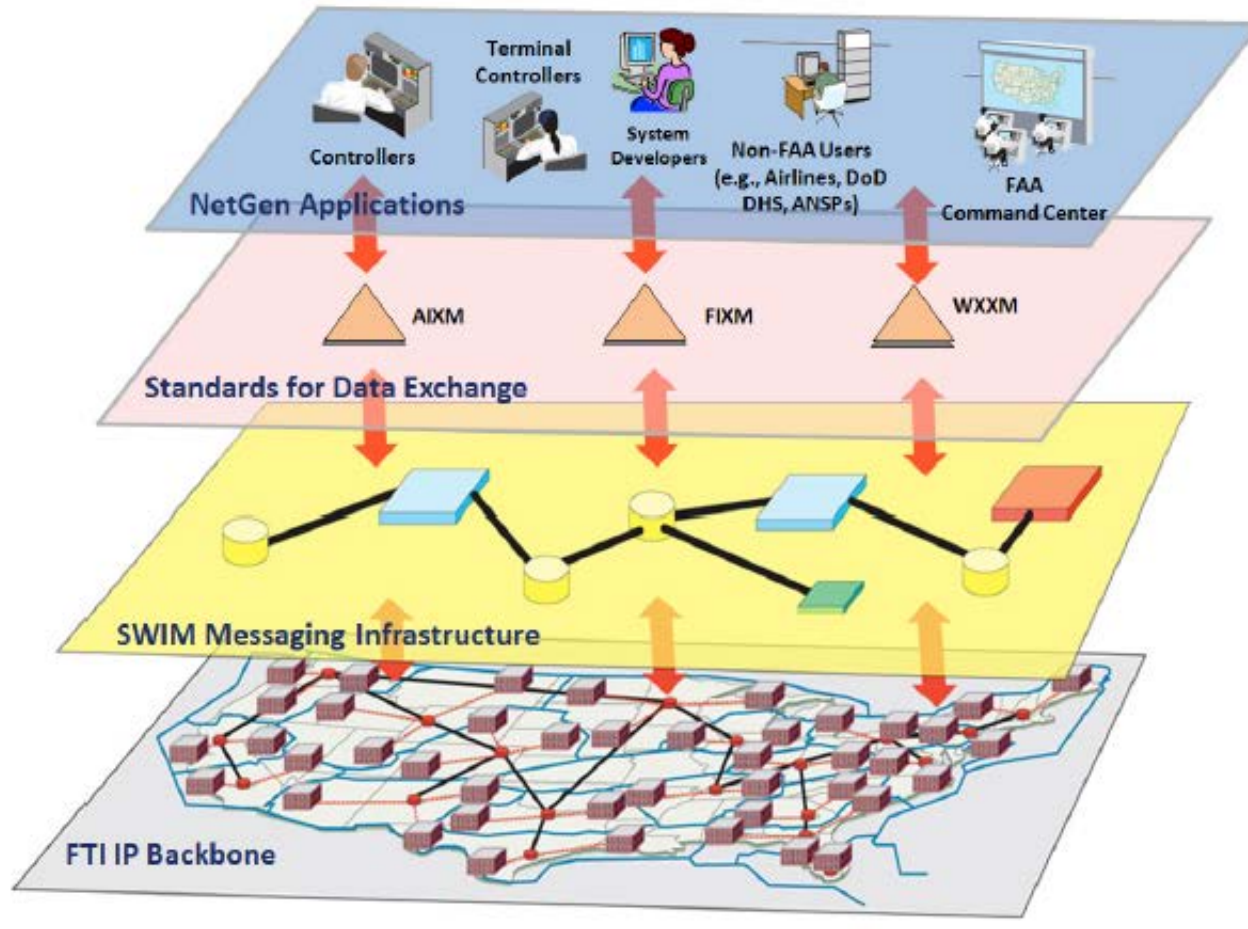 Terminal
Controllers
Controllers
System
Developers
Non-FAA Users
(e.g., Airlines, DoD
DHS, ANSPs)
FAA
Command Center
NetGen Applications
AIXM
FIXM
WXXM
Standards for Data Exchange
SWIM Messaging Infrastructure
FTI IP Backbone